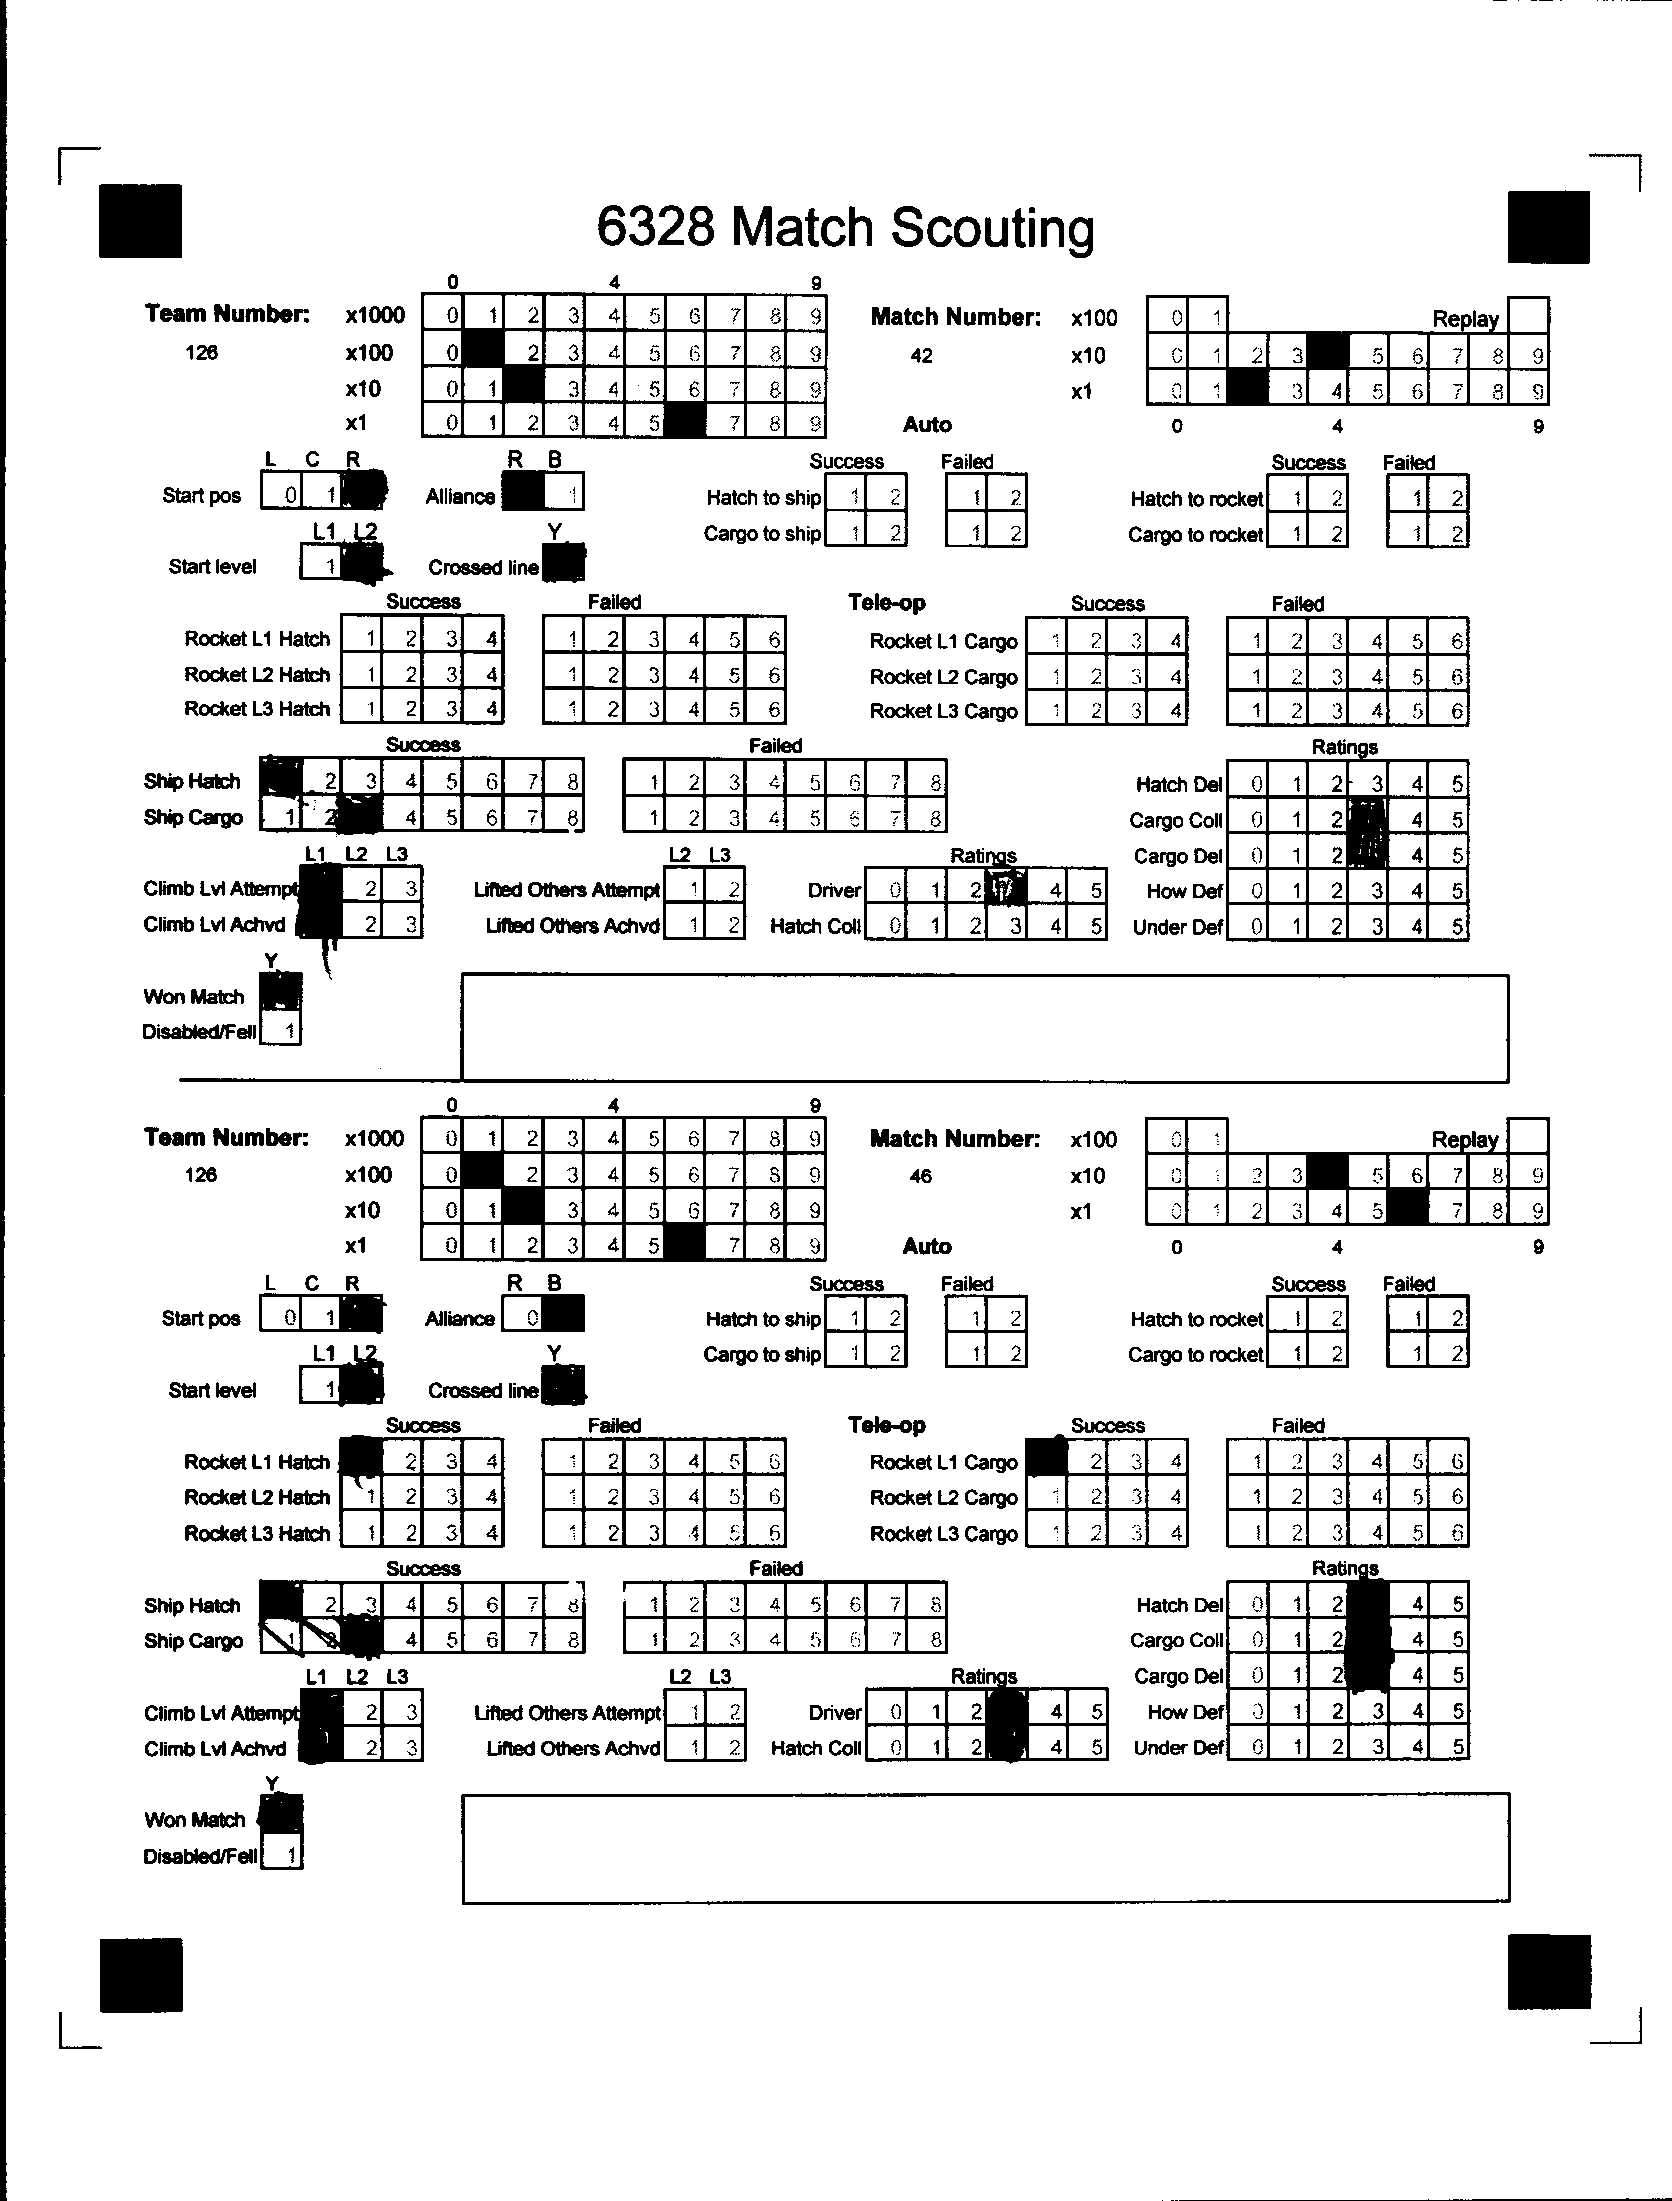 6328 Match Scouting
0 4 9
Team Number: x1000 0 1 2 3 4 5 6 7 8 9 Match Number: x100 0 1 Replay
126 x100 0 2 3 4 5 6 7 8 9 42 x10 0 1 2 3 5 6 7 8 9
x10 0 1 3 4 5 6 7 8 9 x1 0 1 3 4 5 6 7 8 9
x1 0 1 2 3 4 5 7 8 9 Auto 0 4 9
L C R R B Success Failed Success Failed
Start pos 0 1 Alliance 1 Hatch to ship 1 2 1 2 Hatch to rocket 1 2 1 2
L1 L2 Y Cargo to ship 1 2 1 2 Cargo to rocket 1 2 1 2
Start level 1 Crossed line
Success Failed Tele-op Success Failed
Rocket L1 Hatch 1 2 3 4 1 2 3 4 5 6 Rocket L1 Cargo 1 2 3 4 1 2 3 4 5 6
Rocket L2 Hatch 1 2 3 4 1 2 3 4 5 6 Rocket L2 Cargo 1 2 3 4 1 2 3 4 5 6
Rocket L3 Hatch 1 2 3 4 1 2 3 4 5 6 Rocket L3 Cargo 1 2 3 4 1 2 3 4 5 6
Success Failed Ratings
Ship Hatch 2 3 4 5 6 7 8 1 2 3 4 5 6 7 8 Hatch Del 0 1 2 3 4 5
Ship Cargo 1 2 4 5 6 7 8 1 2 3 4 5 6 7 8 Cargo Coll 0 1 2 4 5
L1 L2 L3 L2 L3 Ratings Cargo Del 0 1 2 4 5
Climb Lvl Attempt 2 3 Lifted Others Attempt 1 2 Driver 0 1 2 4 5 How Def 0 1 2 3 4 5
Climb Lvl Achvd 2 3 Lifted Others Achvd 1 2 Hatch Coll 0 1 2 3 4 5 Under Def 0 1 2 3 4 5
Y
Won Match
Disabled/Fell 1
0 4 9
Team Number: x1000 0 1 2 3 4 5 6 7 8 9 Match Number: x100 0 1 Replay
126 x100 0 2 3 4 5 6 7 8 9 46 x10 0 1 2 3 5 6 7 8 9
x10 0 1 3 4 5 6 7 8 9 x1 0 1 2 3 4 5 7 8 9
x1 0 1 2 3 4 5 7 8 9 Auto 0 4 9
L C R R B Success Failed Success Failed
Start pos 0 1 Alliance 0 Hatch to ship 1 2 1 2 Hatch to rocket 1 2 1 2
L1 L2 Y Cargo to ship 1 2 1 2 Cargo to rocket 1 2 1 2
Start level 1 Crossed line
Success Failed Tele-op Success Failed
Rocket L1 Hatch 2 3 4 1 2 3 4 5 6 Rocket L1 Cargo 2 3 4 1 2 3 4 5 6
Rocket L2 Hatch 1 2 3 4 1 2 3 4 5 6 Rocket L2 Cargo 1 2 3 4 1 2 3 4 5 6
Rocket L3 Hatch 1 2 3 4 1 2 3 4 5 6 Rocket L3 Cargo 1 2 3 4 1 2 3 4 5 6
Success Failed Ratings
Ship Hatch 2 3 4 5 6 7 8 1 2 3 4 5 6 7 8 Hatch Del 0 1 2 4 5
Ship Cargo 1 2 4 5 6 7 8 1 2 3 4 5 6 7 8 Cargo Coll 0 1 2 4 5
L1 L2 L3 L2 L3 Ratings Cargo Del 0 1 2 4 5
Climb Lvl Attempt 2 3 Lifted Others Attempt 1 2 Driver 0 1 2 4 5 How Def 0 1 2 3 4 5
Climb Lvl Achvd 2 3 Lifted Others Achvd 1 2 Hatch Coll 0 1 2 4 5 Under Def 0 1 2 3 4 5
Y
Won Match
Disabled/Fell 1